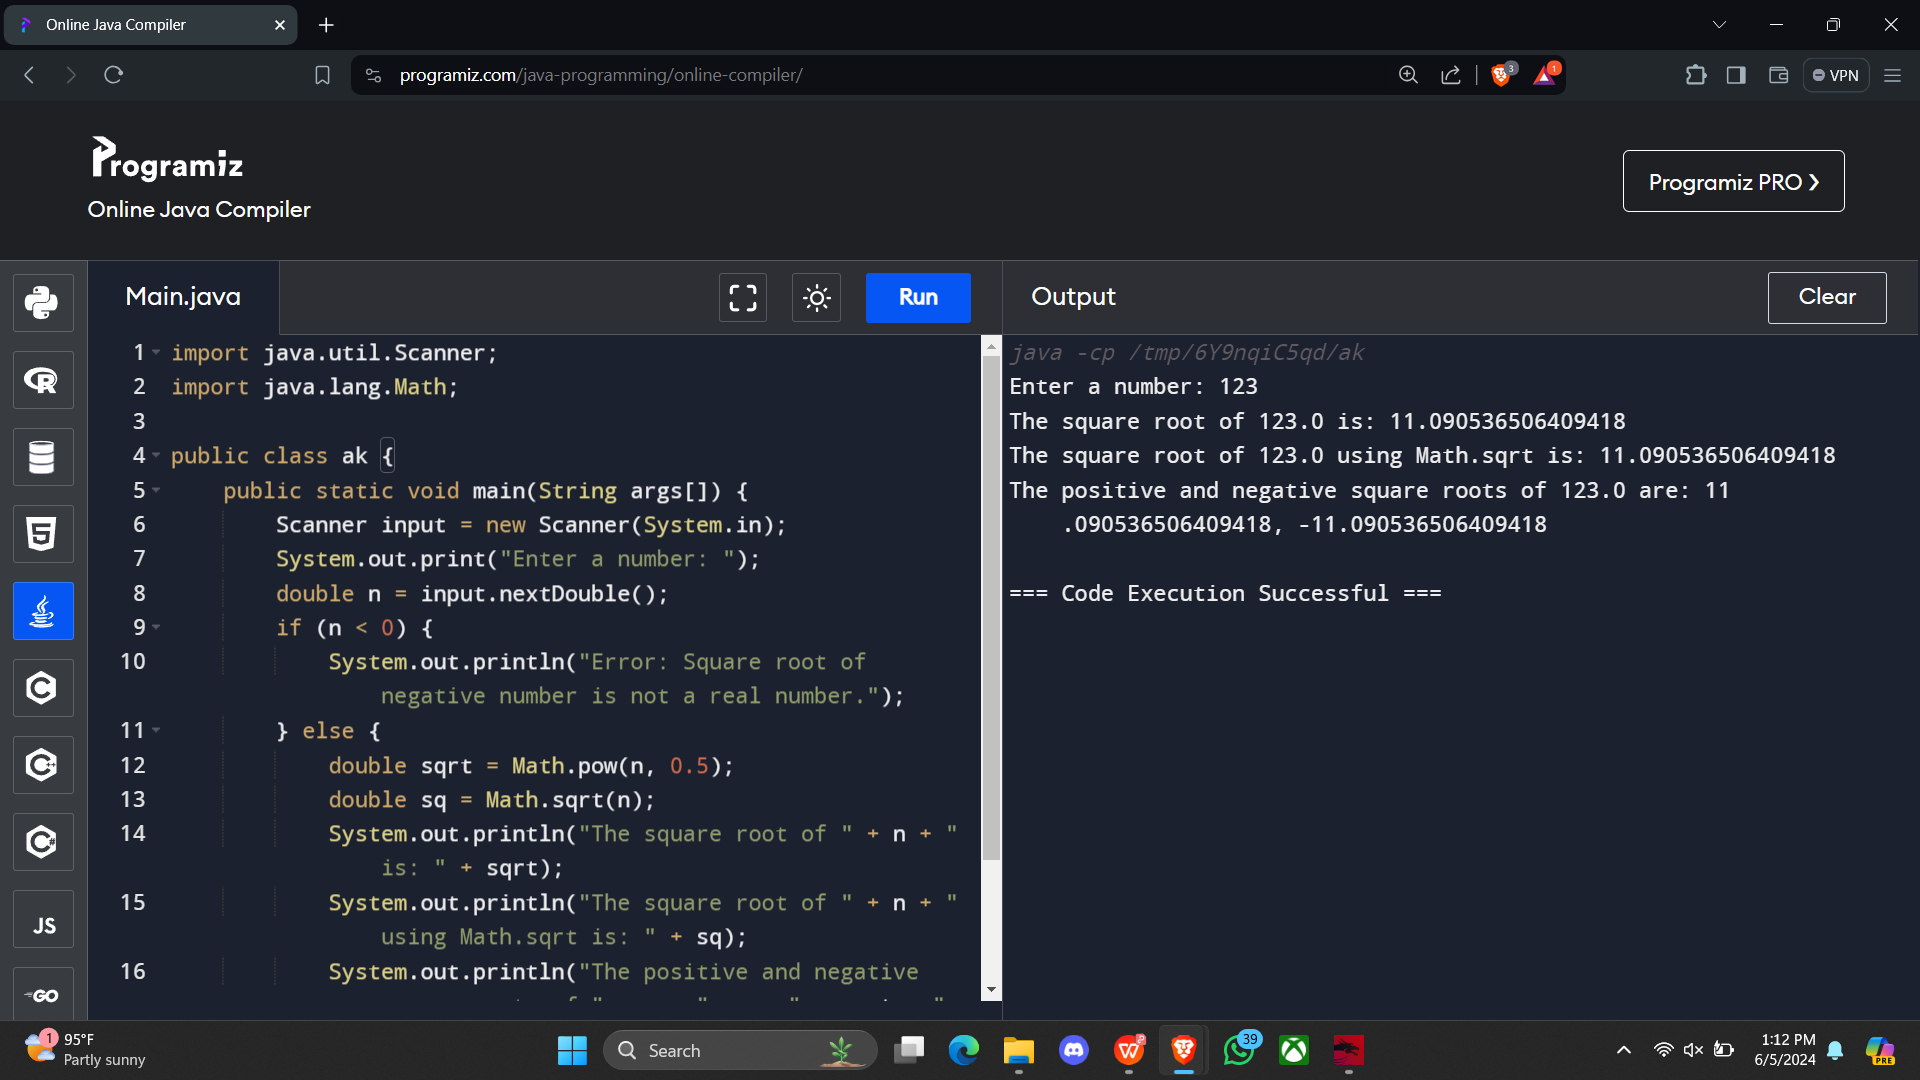 Online Java Compiler
programiz.com/java-programming/online-compiler/
3
1
VPN
Programiz
Online Java Compiler
Programiz PRO ❯
Main.java
Run
Output
Clear
1 import java.util.Scanner;
2 import java.lang.Math;
3
4 public class ak {
5 public static void main(String args[]) {
6 Scanner input = new Scanner(System.in);
7 System.out.print("Enter a number: ");
8 double n = input.nextDouble();
9 if (n < 0) {
10 System.out.println("Error: Square root of
negative number is not a real number.");
11 } else {
12 double sqrt = Math.pow(n, 0.5);
13 double sq = Math.sqrt(n);
14 System.out.println("The square root of " + n + "
is: " + sqrt);
15 System.out.println("The square root of " + n + "
using Math.sqrt is: " + sq);
16 System.out.println("The positive and negative
java -cp /tmp/6Y9nqiC5qd/ak
Enter a number: 123
The square root of 123.0 is: 11.090536506409418
The square root of 123.0 using Math.sqrt is: 11.090536506409418
The positive and negative square roots of 123.0 are: 11
.090536506409418, -11.090536506409418
=== Code Execution Successful ===
R
5
C
C++
C#
JS
GO
1
95°F
Partly sunny
Search
W
39
1:12 PM
6/5/2024
PRE